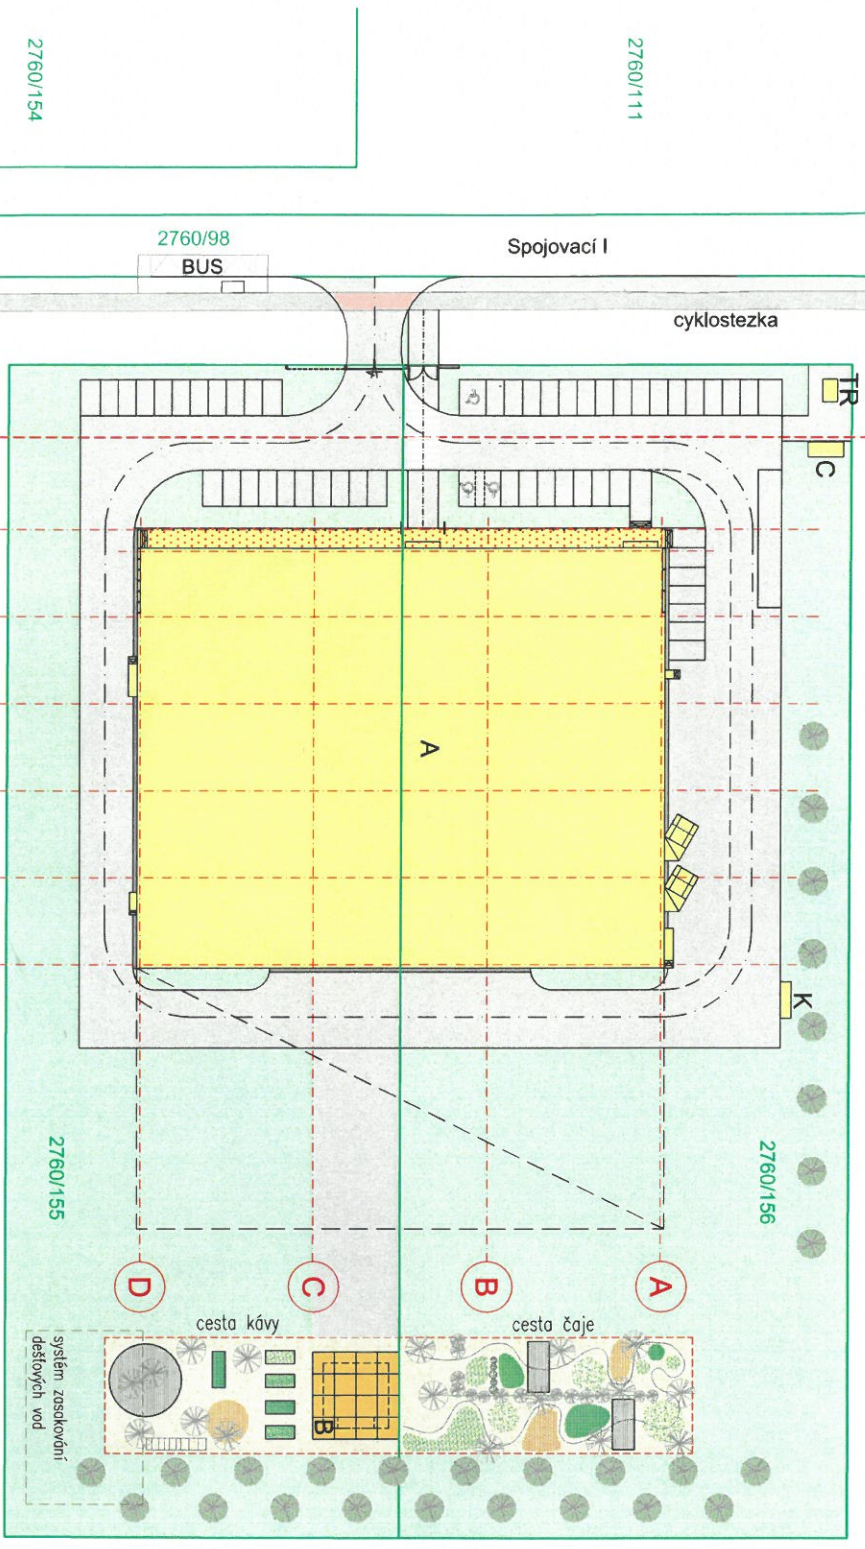 2760/154
2760/111
2760/98
BUS
Spojovací I
cyklostezka
TR
C
A
K
2760/155
2760/156
D
C
B
A
cesta kávy
cesta čaje
B
systém zasakování
dešťových vod